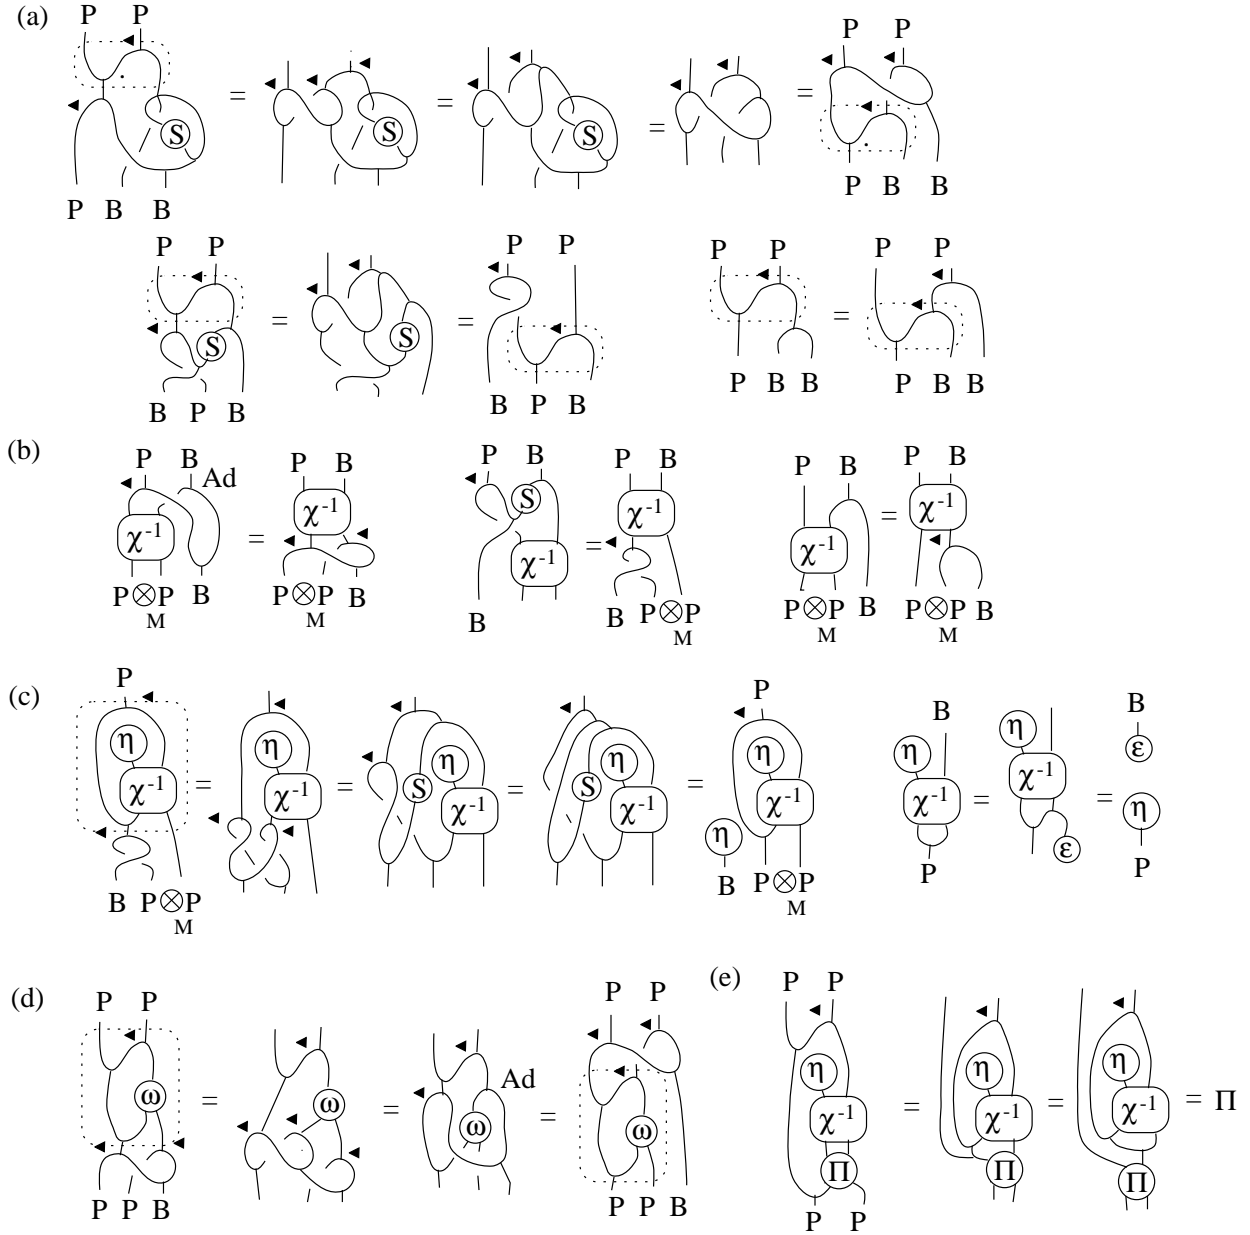 (a) P P P P
= = = =
S S S
P B B P B B
P P P P P P P P
= = =
S S
B P B B P B P B B P B B
(b) P B Ad P B P B P B P B P B
χ⁻¹ = χ⁻¹ S χ⁻¹ = χ⁻¹ χ⁻¹ = χ⁻¹
P⊗P B P⊗P B B B P⊗P P⊗P B P⊗P B
M M M M M
(c) P P B B
η η η η η η η ε
χ⁻¹ = χ⁻¹ = S χ⁻¹ = S χ⁻¹ = χ⁻¹ χ⁻¹ = χ⁻¹ = η
η ε
B P⊗P B P⊗P P P
M M
(d) P P P P
ω = ω = ω Ad = ω
P P B P P B
(e) P P
η η η
χ⁻¹ = χ⁻¹ = χ⁻¹ = Π
Π Π Π
P P